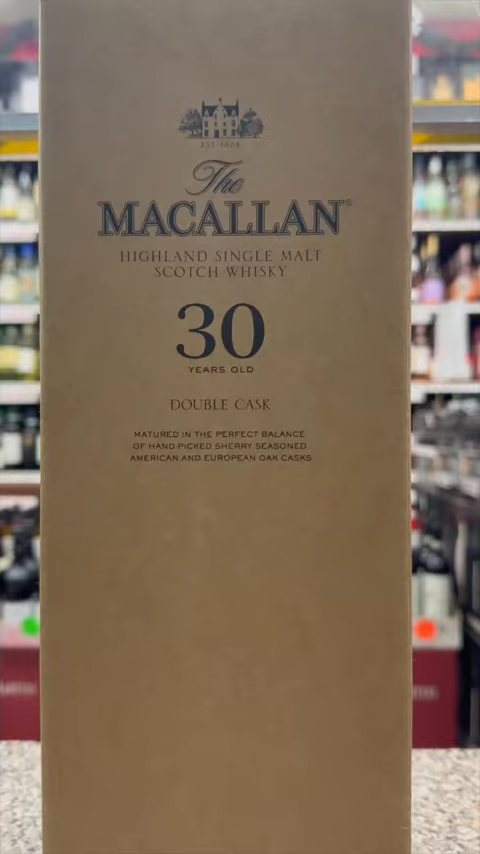 EST. 1824
The
MACALLAN®
HIGHLAND SINGLE MALT
SCOTCH WHISKY
30
YEARS OLD
DOUBLE CASK
MATURED IN THE PERFECT BALANCE
OF HAND-PICKED SHERRY SEASONED
AMERICAN AND EUROPEAN OAK CASKS